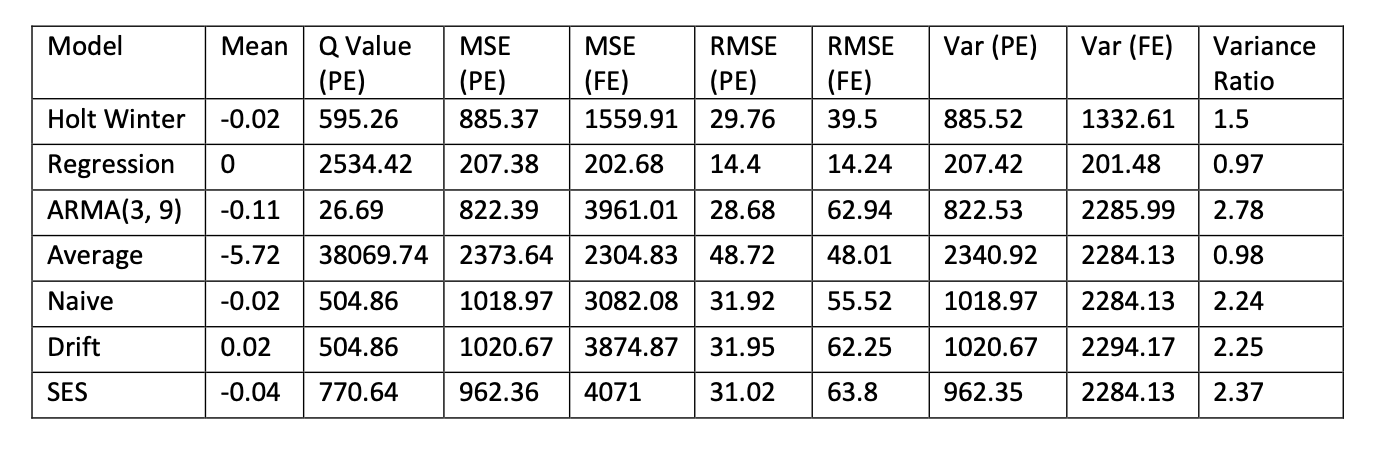 Model Mean Q Value (PE) MSE (PE) MSE (FE) RMSE (PE) RMSE (FE) Var (PE) Var (FE) Variance Ratio
Holt Winter -0.02 595.26 885.37 1559.91 29.76 39.5 885.52 1332.61 1.5
Regression 0 2534.42 207.38 202.68 14.4 14.24 207.42 201.48 0.97
ARMA(3, 9) -0.11 26.69 822.39 3961.01 28.68 62.94 822.53 2285.99 2.78
Average -5.72 38069.74 2373.64 2304.83 48.72 48.01 2340.92 2284.13 0.98
Naive -0.02 504.86 1018.97 3082.08 31.92 55.52 1018.97 2284.13 2.24
Drift 0.02 504.86 1020.67 3874.87 31.95 62.25 1020.67 2294.17 2.25
SES -0.04 770.64 962.36 4071 31.02 63.8 962.35 2284.13 2.37